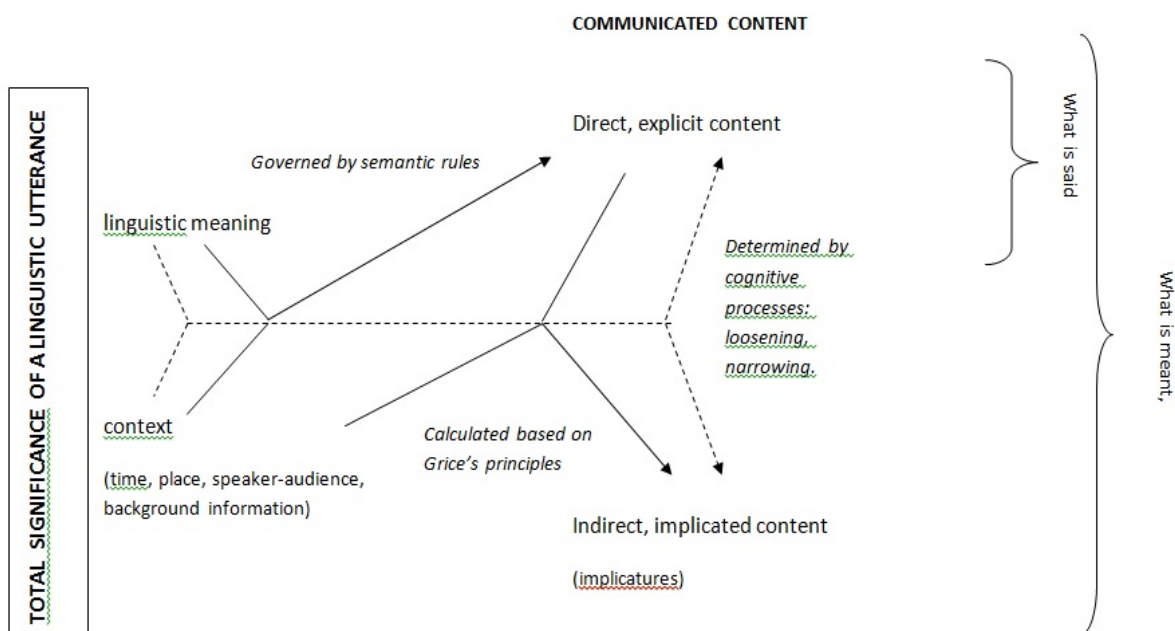 COMMUNICATED CONTENT
TOTAL SIGNIFICANCE OF A LINGUISTIC UTTERANCE
Direct, explicit content
Governed by semantic rules
linguistic meaning
Determined by
cognitive
processes:
loosening,
narrowing.
What is said
What is meant,
context
(time, place, speaker-audience,
background information)
Calculated based on
Grice's principles
Indirect, implicated content
(implicatures)